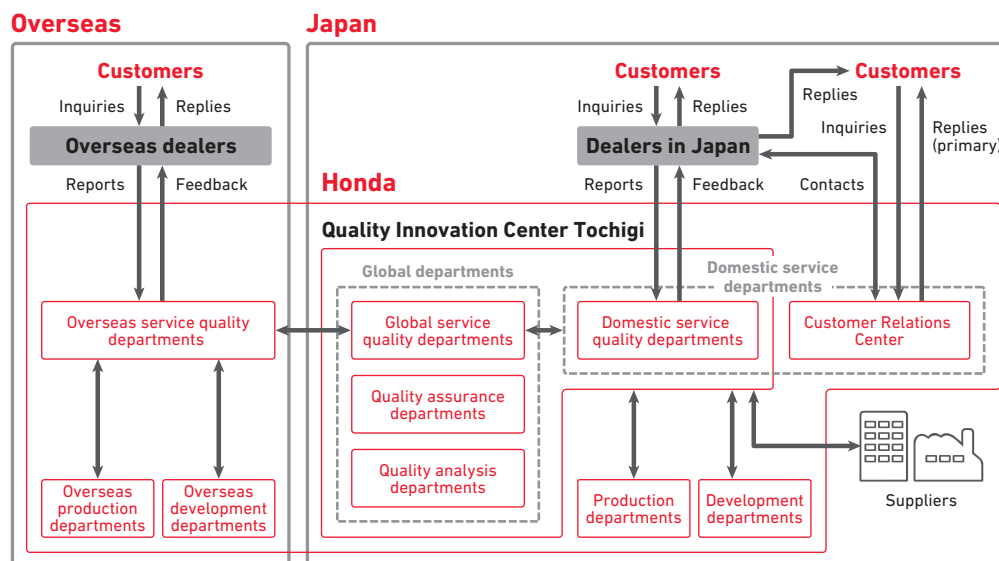 Overseas
Japan
Customers
Customers
Customers
Inquiries
Replies
Inquiries
Replies
Replies
Inquiries
Replies
(primary)
Overseas dealers
Dealers in Japan
Reports
Feedback
Reports
Feedback
Contacts
Honda
Quality Innovation Center Tochigi
Global departments
Domestic service
departments
Overseas service quality
departments
Global service
quality departments
Domestic service
quality departments
Customer Relations
Center
Quality assurance
departments
Quality analysis
departments
Overseas
production
departments
Overseas
development
departments
Production
departments
Development
departments
Suppliers